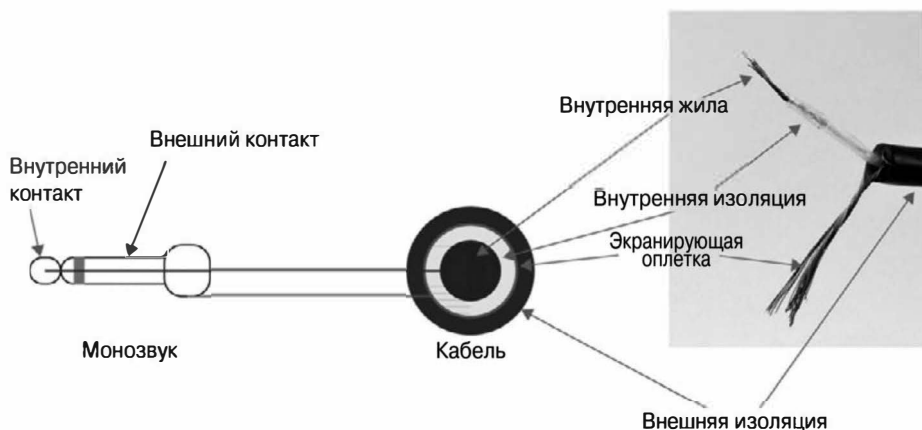 Внутренняя жила
Внешний контакт
Внутренний
контакт
Внутренняя изоляция
Экранирующая
оплетка
Монозвук
Кабель
Внешняя изоляция